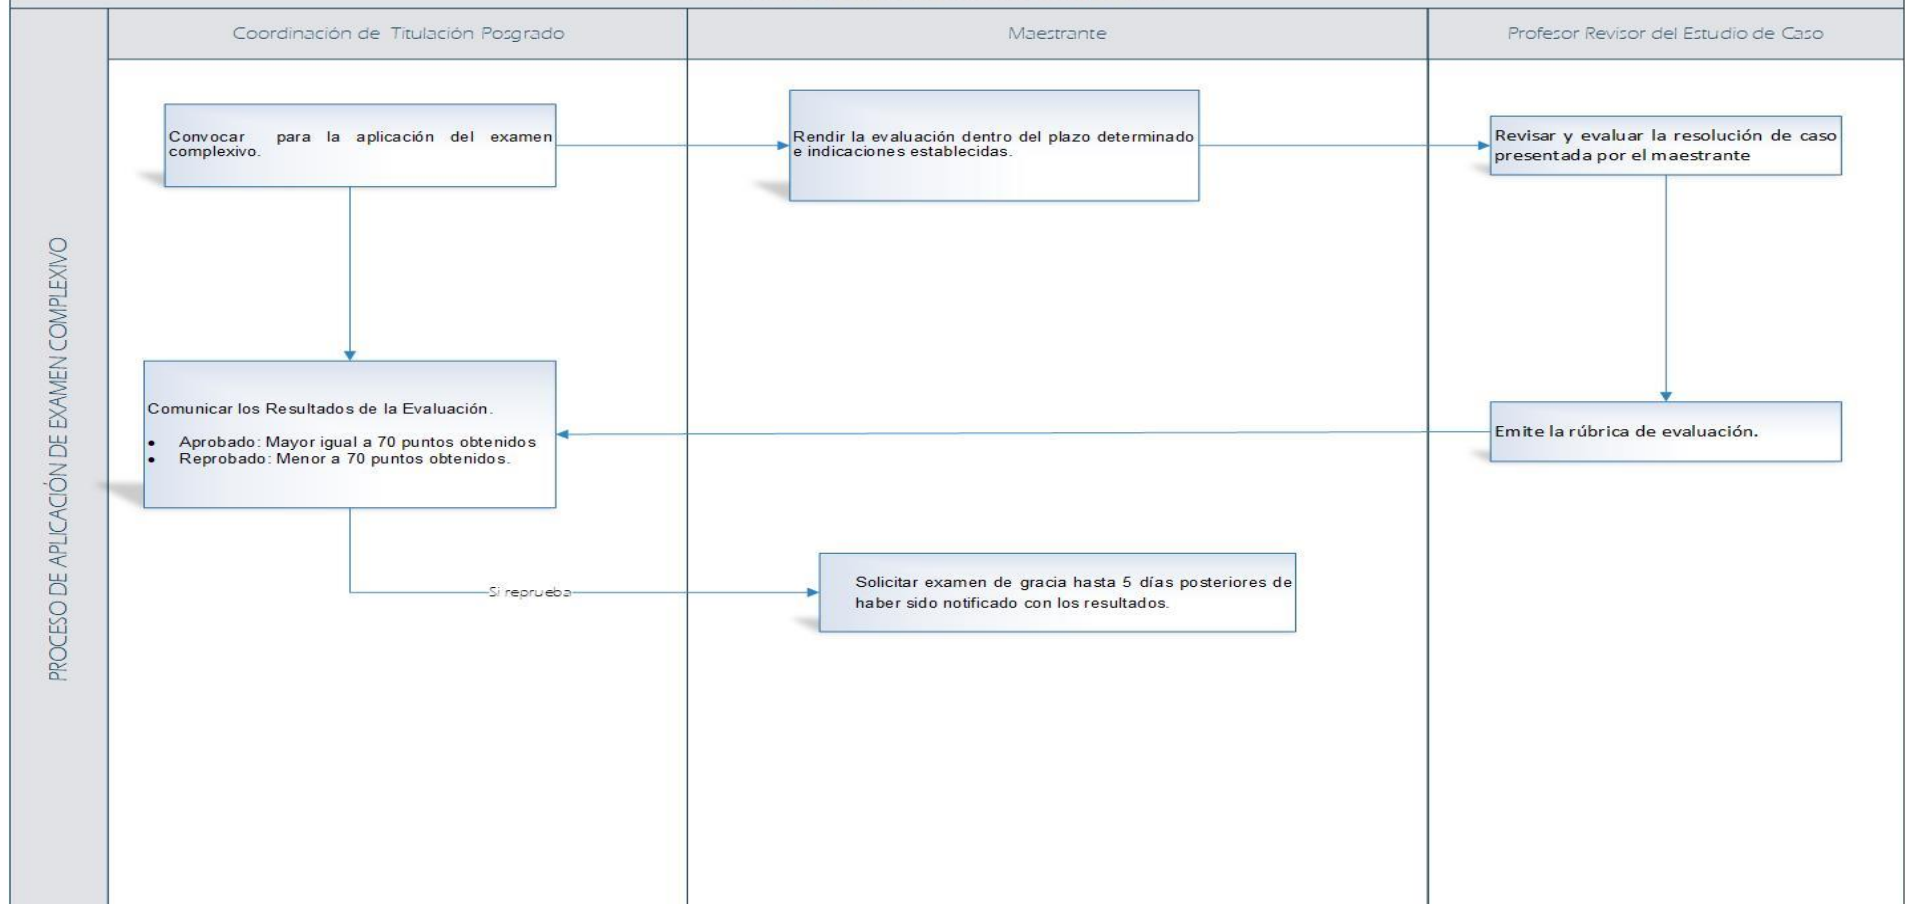 Coordinación de Titulación Posgrado
Maestrante
Profesor Revisor del Estudio de Caso
PROCESO DE APLICACIÓN DE EXAMEN COMPLEXIVO
Convocar para la aplicación del examen
complexivo.
Rendir la evaluación dentro del plazo determinado
e indicaciones establecidas.
Revisar y evaluar la resolución de caso
presentada por el maestrante
Comunicar los Resultados de la Evaluación.
• Aprobado: Mayor igual a 70 puntos obtenidos
• Reprobado: Menor a 70 puntos obtenidos.
Emite la rúbrica de evaluación.
Si reprueba
Solicitar examen de gracia hasta 5 días posteriores de
haber sido notificado con los resultados.